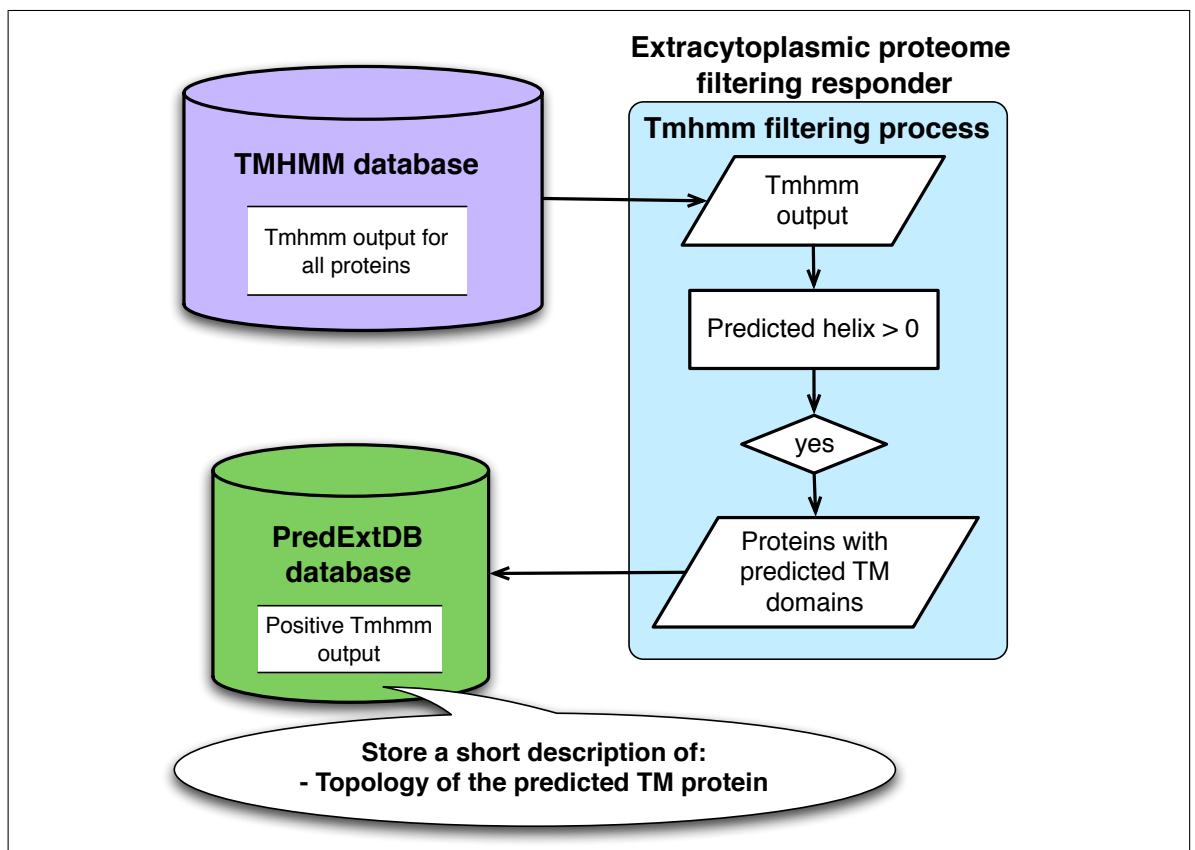 Extracytoplasmic proteome
filtering responder
Tmhmm filtering process
TMHMM database
Tmhmm output for
all proteins
Tmhmm
output
Predicted helix > 0
yes
Proteins with
predicted TM
domains
PredExtDB
database
Positive Tmhmm
output
Store a short description of:
- Topology of the predicted TM protein